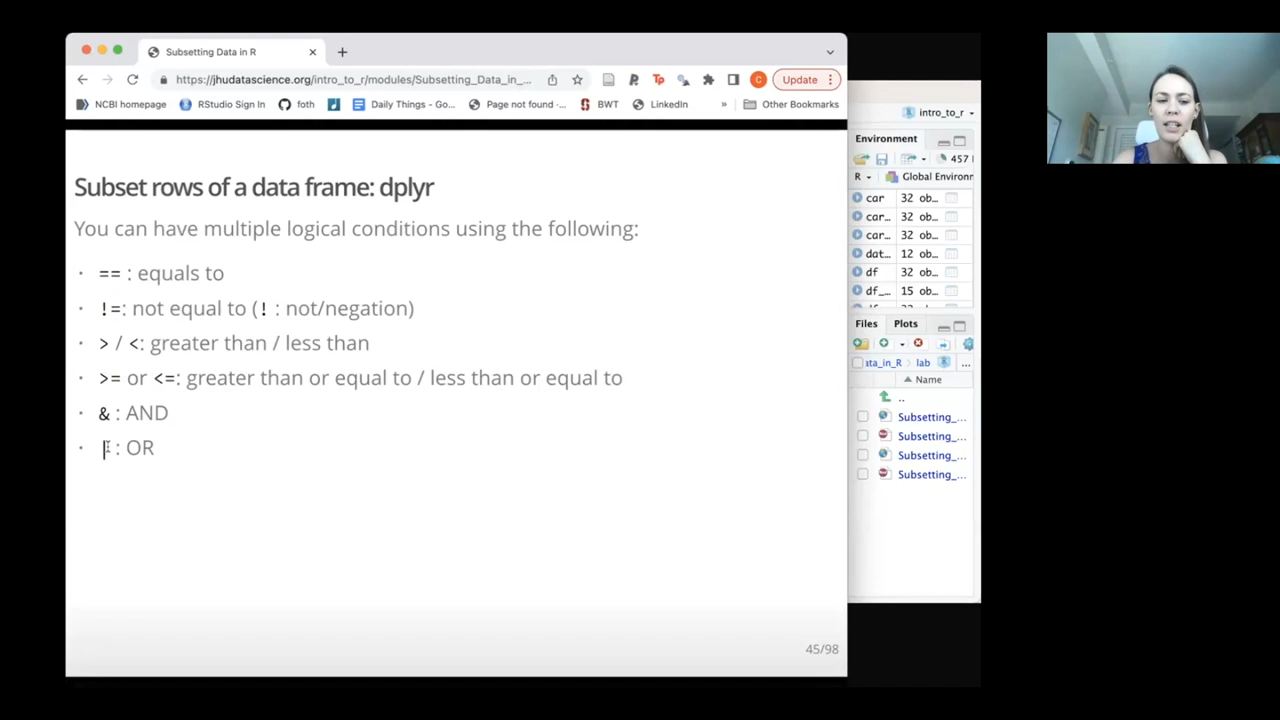 Subsetting Data in R
https://jhudatascience.org/intro_to_r/modules/Subsetting_Data_in_...
Update
NCBI homepage
RStudio Sign In
foth
Daily Things - Go...
Page not found ·...
BWT
LinkedIn
»
Other Bookmarks
Subset rows of a data frame: dplyr
You can have multiple logical conditions using the following:
· == : equals to
· !=: not equal to (! : not/negation)
· > / <: greater than / less than
· >= or <=: greater than or equal to / less than or equal to
· & : AND
· | : OR
45/98
intro_to_r
Environment
457
R
Global Environr
car 32 ob...
car... 32 ob...
car... 32 ob...
dat... 12 ob...
df 32 ob...
df_... 15 ob...
Files Plots
ata_in_R lab ...
Name
..
Subsetting_...
Subsetting_...
Subsetting_...
Subsetting_...